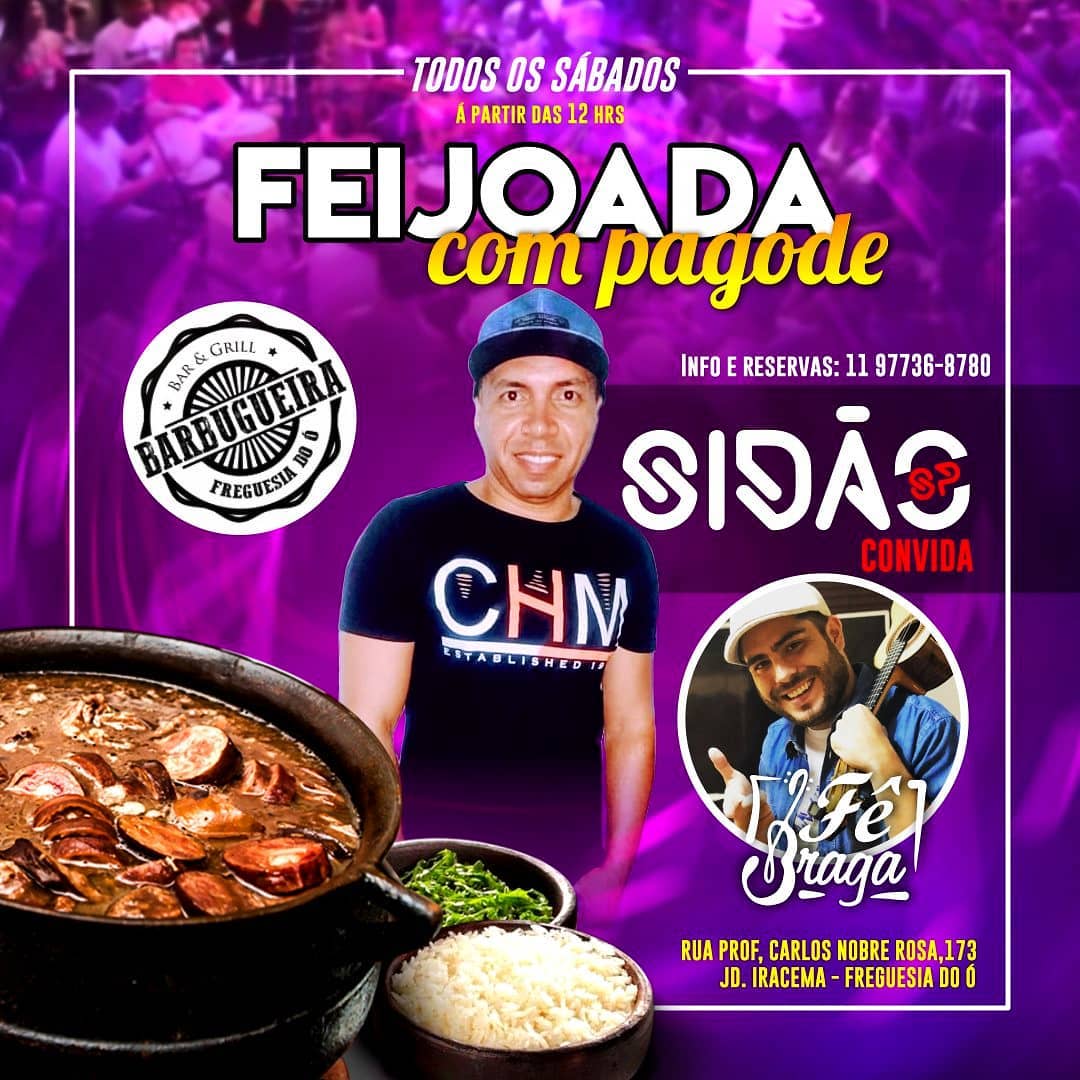 TODOS OS SÁBADOS
Á PARTIR DAS 12 HRS
FEIJOADA
com pagode
BAR & GRILL
BARBUGUEIRA
FREGUESIA DO Ó
INFO E RESERVAS: 11 97736-8780
SIDÃO
SP
CONVIDA
CHM
ESTABLISHED
Fê
Braga
RUA PROF, CARLOS NOBRE ROSA,173
JD. IRACEMA - FREGUESIA DO Ó